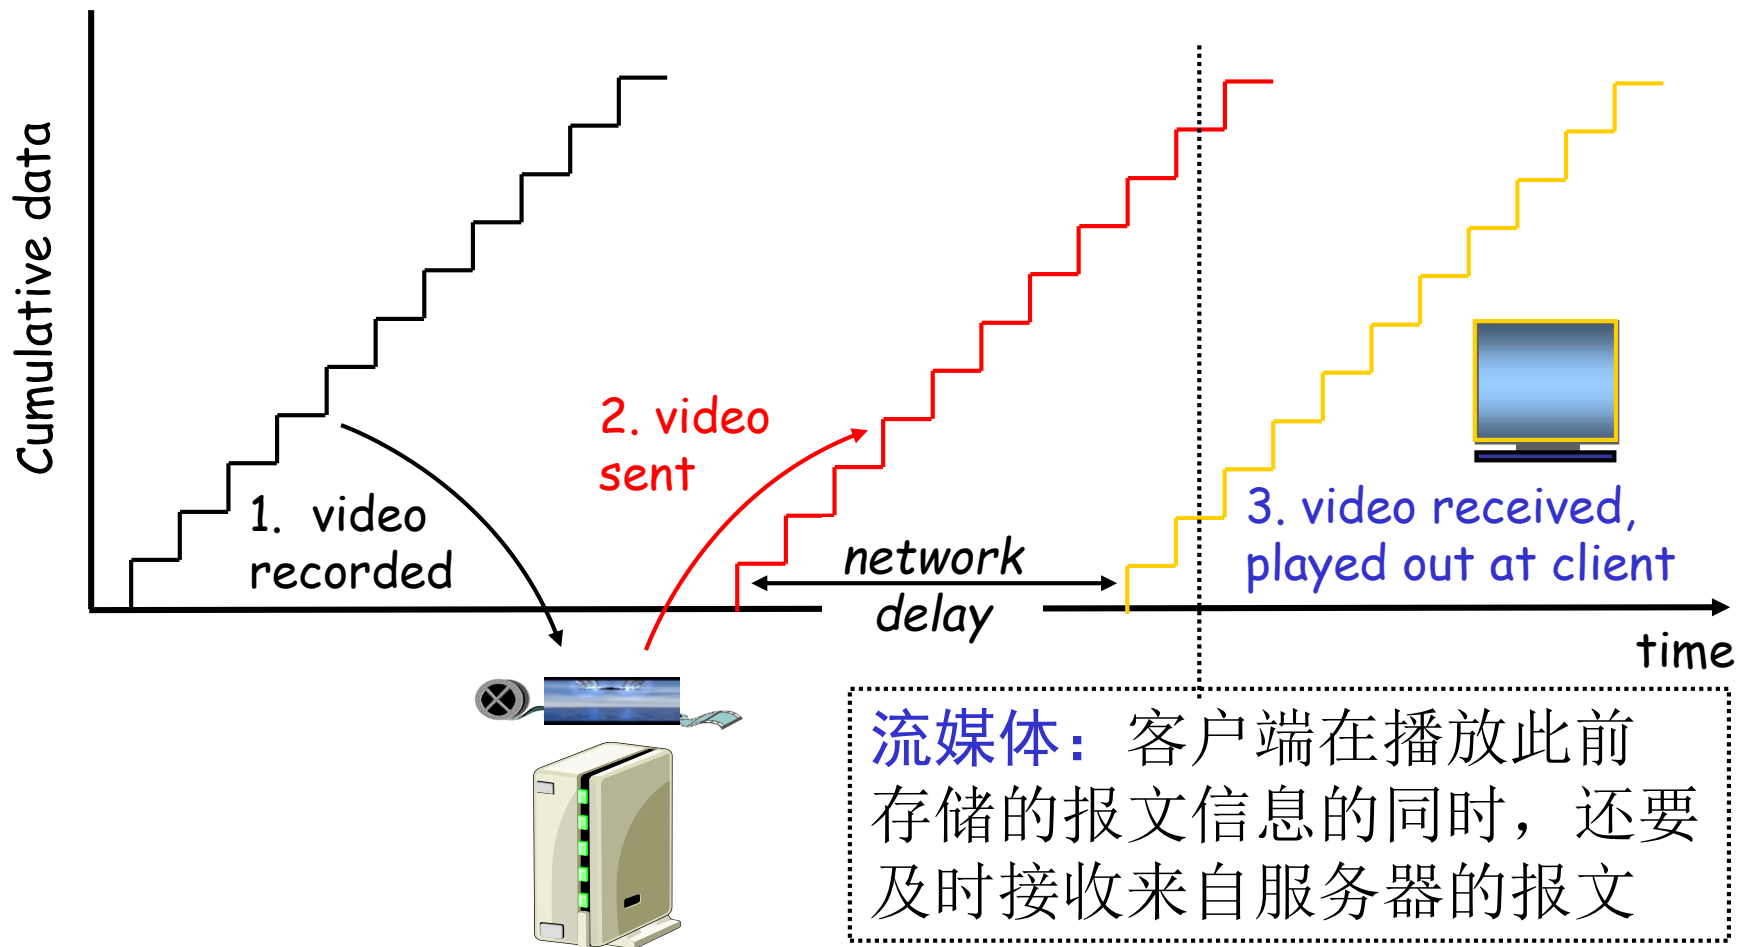 Cumulative data
1. video
recorded
2. video
sent
network
delay
3. video received,
played out at client
time
流媒体：客户端在播放此前
存储的报文信息的同时，还要
及时接收来自服务器的报文